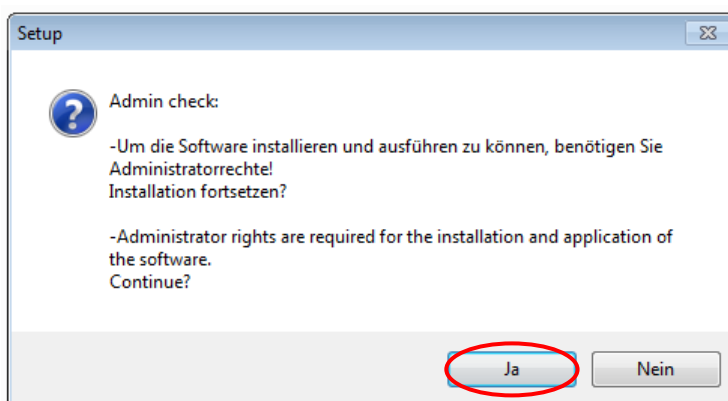 Setup
Admin check:
-Um die Software installieren und ausführen zu können, benötigen Sie
Administratorrechte!
Installation fortsetzen?
-Administrator rights are required for the installation and application of
the software.
Continue?
Ja
Nein